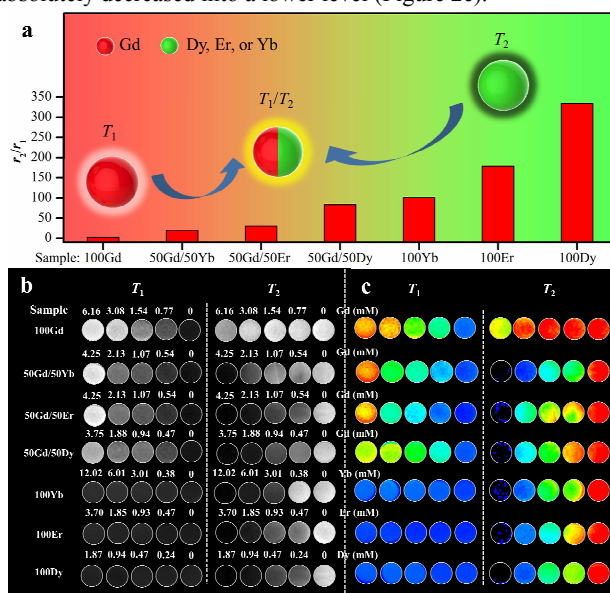 absolutely decreased into a lower level (Figure 2c).
a
Gd
Dy, Er, or Yb
T2
T1/T2
T1
r2/r1
350
300
250
200
150
100
50
0
Sample: 100Gd 50Gd/50Yb 50Gd/50Er 50Gd/50Dy 100Yb 100Er 100Dy
b T1 T2 c T1 T2
Sample 6.16 3.08 1.54 0.77 0 6.16 3.08 1.54 0.77 0 Gd (mM)
100Gd
4.25 2.13 1.07 0.54 0 4.25 2.13 1.07 0.54 0 Gd (mM)
50Gd/50Yb
4.25 2.13 1.07 0.54 0 4.25 2.13 1.07 0.54 0 Gd (mM)
50Gd/50Er
3.75 1.88 0.94 0.47 0 3.75 1.88 0.94 0.47 0 Gd (mM)
50Gd/50Dy
12.02 6.01 3.01 0.38 0 12.02 6.01 3.01 0.38 0 Yb (mM)
100Yb
3.70 1.85 0.93 0.47 0 3.70 1.85 0.93 0.47 0 Er (mM)
100Er
1.87 0.94 0.47 0.24 0 1.87 0.94 0.47 0.24 0 Dy (mM)
100Dy